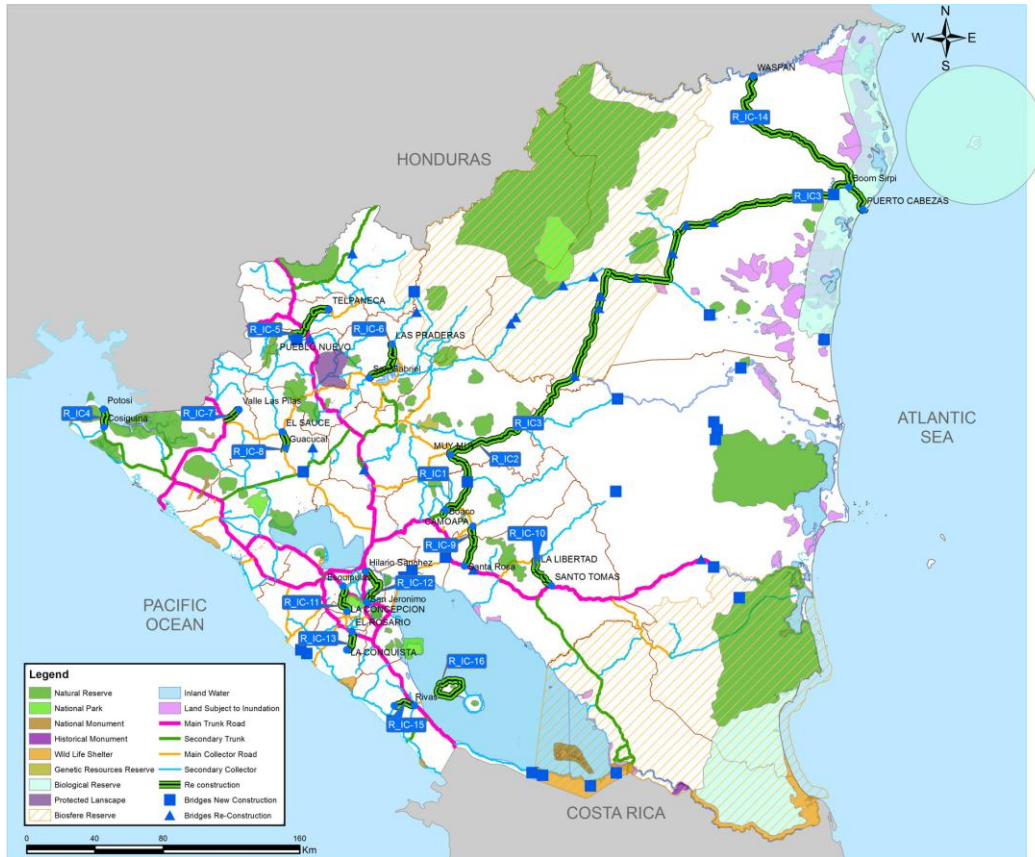 N
W E
S
WASPAN
R_IC-14
HONDURAS
Boom Sirpi
R_IC3
PUERTO CABEZAS
TELPANECA
R_IC-5
R_IC-6
LAS PRADERAS
PUEBLO NUEVO
San Gabriel
Potosi
R_IC4
Cosiguina
R_IC-7
Valle Las Pilas
EL SAUCE
Guacucal
R_IC-8
R_IC3
ATLANTIC
SEA
MUY MUY
R_IC2
R_IC1
Boaco
CAMOAPA
R_IC-10
R_IC-9
LA LIBERTAD
Santa Rosa
SANTO TOMAS
Hilario Sanchez
Esquipulas
R_IC-12
R_IC-11
San Jeronimo
LA CONCEPCION
PACIFIC
OCEAN
EL ROSARIO
R_IC-13
LA CONQUISTA
R_IC-16
Rivas
R_IC-15
COSTA RICA
Legend
Natural Reserve
National Park
National Monument
Historical Monument
Wild Life Shelter
Genetic Resources Reserve
Biological Reserve
Protected Lanscape
Biosfere Reserve
Inland Water
Land Subject to Inundation
Main Trunk Road
Secondary Trunk
Main Collector Road
Secondary Collector
Re construction
Bridges New Construction
Bridges Re-Construction
0 40 80 160
Km